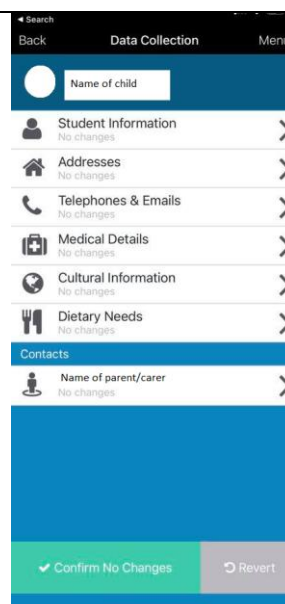 Search
Back Data Collection Menu
Name of child
Student Information
No changes
Addresses
No changes
Telephones & Emails
No changes
Medical Details
No changes
Cultural Information
No changes
Dietary Needs
No changes
Contacts
Name of parent/carer
No changes
Confirm No Changes Revert